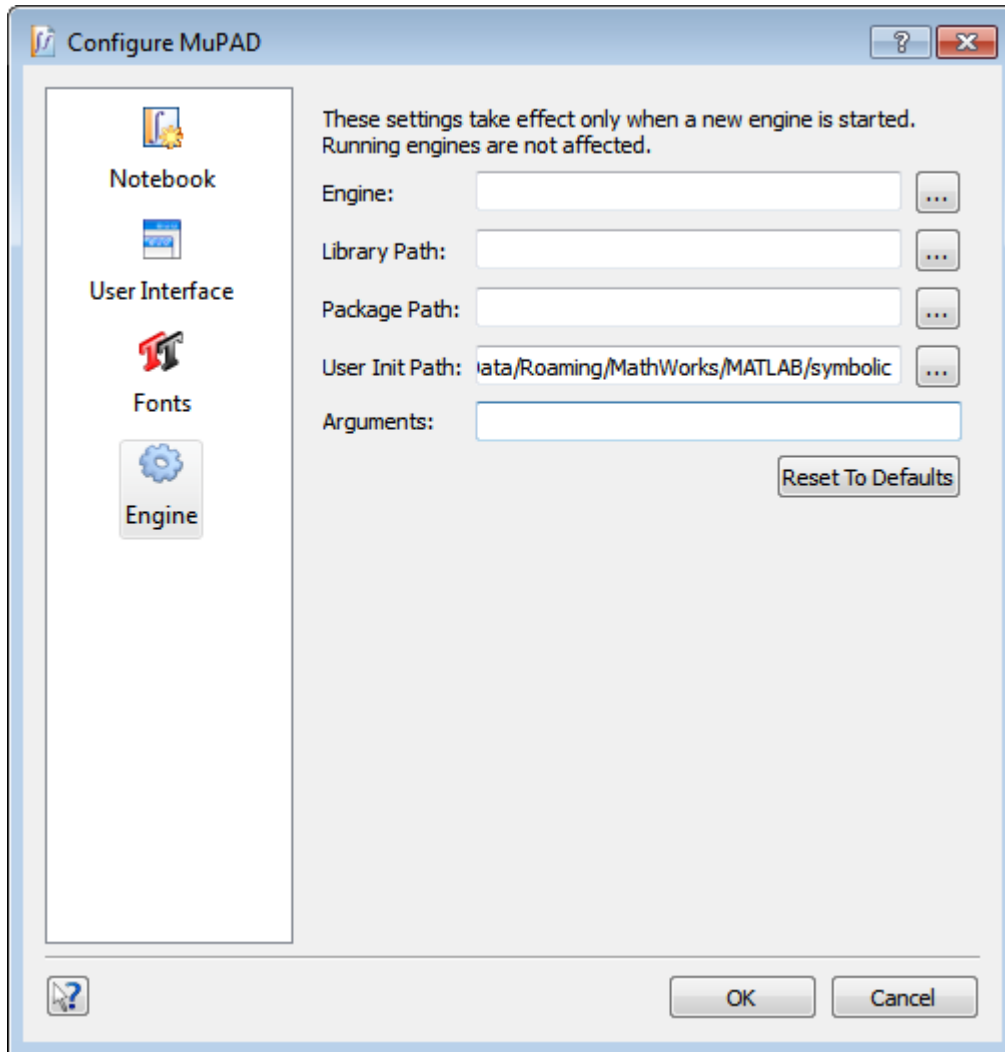 Configure MuPAD
Notebook
User Interface
Fonts
Engine
These settings take effect only when a new engine is started.
Running engines are not affected.
Engine:
...
Library Path:
...
Package Path:
...
User Init Path: Data/Roaming/MathWorks/MATLAB/symbolic ...
Arguments:
Reset To Defaults
OK Cancel